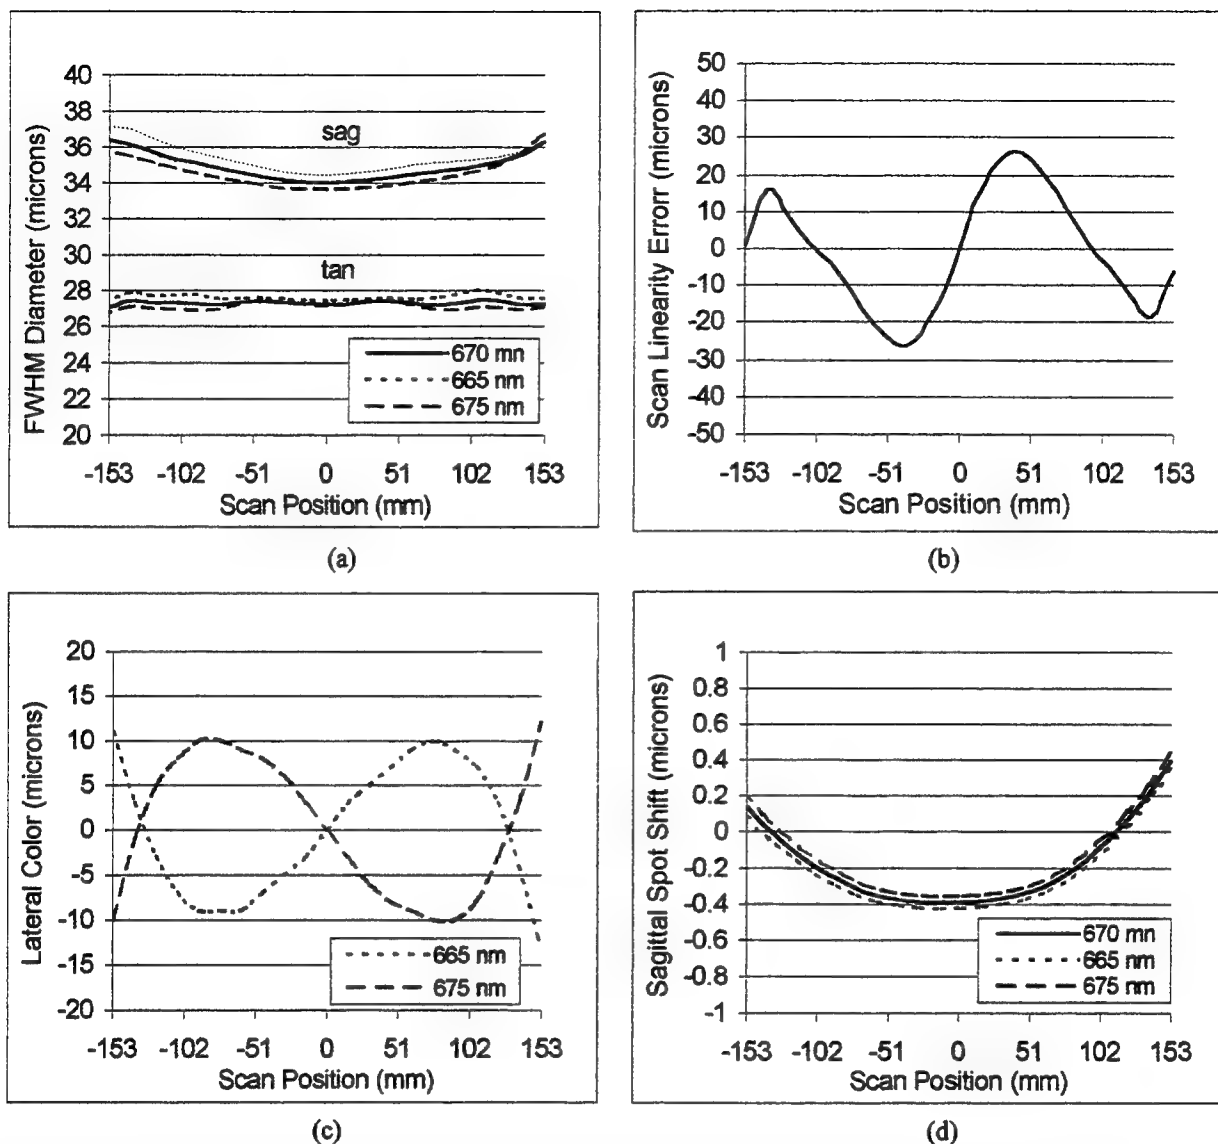 FWHM Diameter (microns)
40
38
36
34
32
30
28
26
24
22
20
sag
tan
670 mn
665 nm
675 nm
-153 -102 -51 0 51 102 153
Scan Position (mm)
(a)
Scan Linearity Errorr (microns)
50
40
30
20
10
0
-10
-20
-30
-40
-50
-153 -102 -51 0 51 102 153
Scan Position (mm)
(b)
Lateral Color (microns)
20
15
10
5
0
-5
-10
-15
-20
665 nm
675 nm
-153 -102 -51 0 51 102 153
Scan Position (mm)
(c)
Sagittal Spot Shift (microns)
1
0.8
0.6
0.4
0.2
0
-0.2
-0.4
-0.6
-0.8
-1
670 mn
665 nm
675 nm
-153 -102 -51 0 51 102 153
Scan Position (mm)
(d)